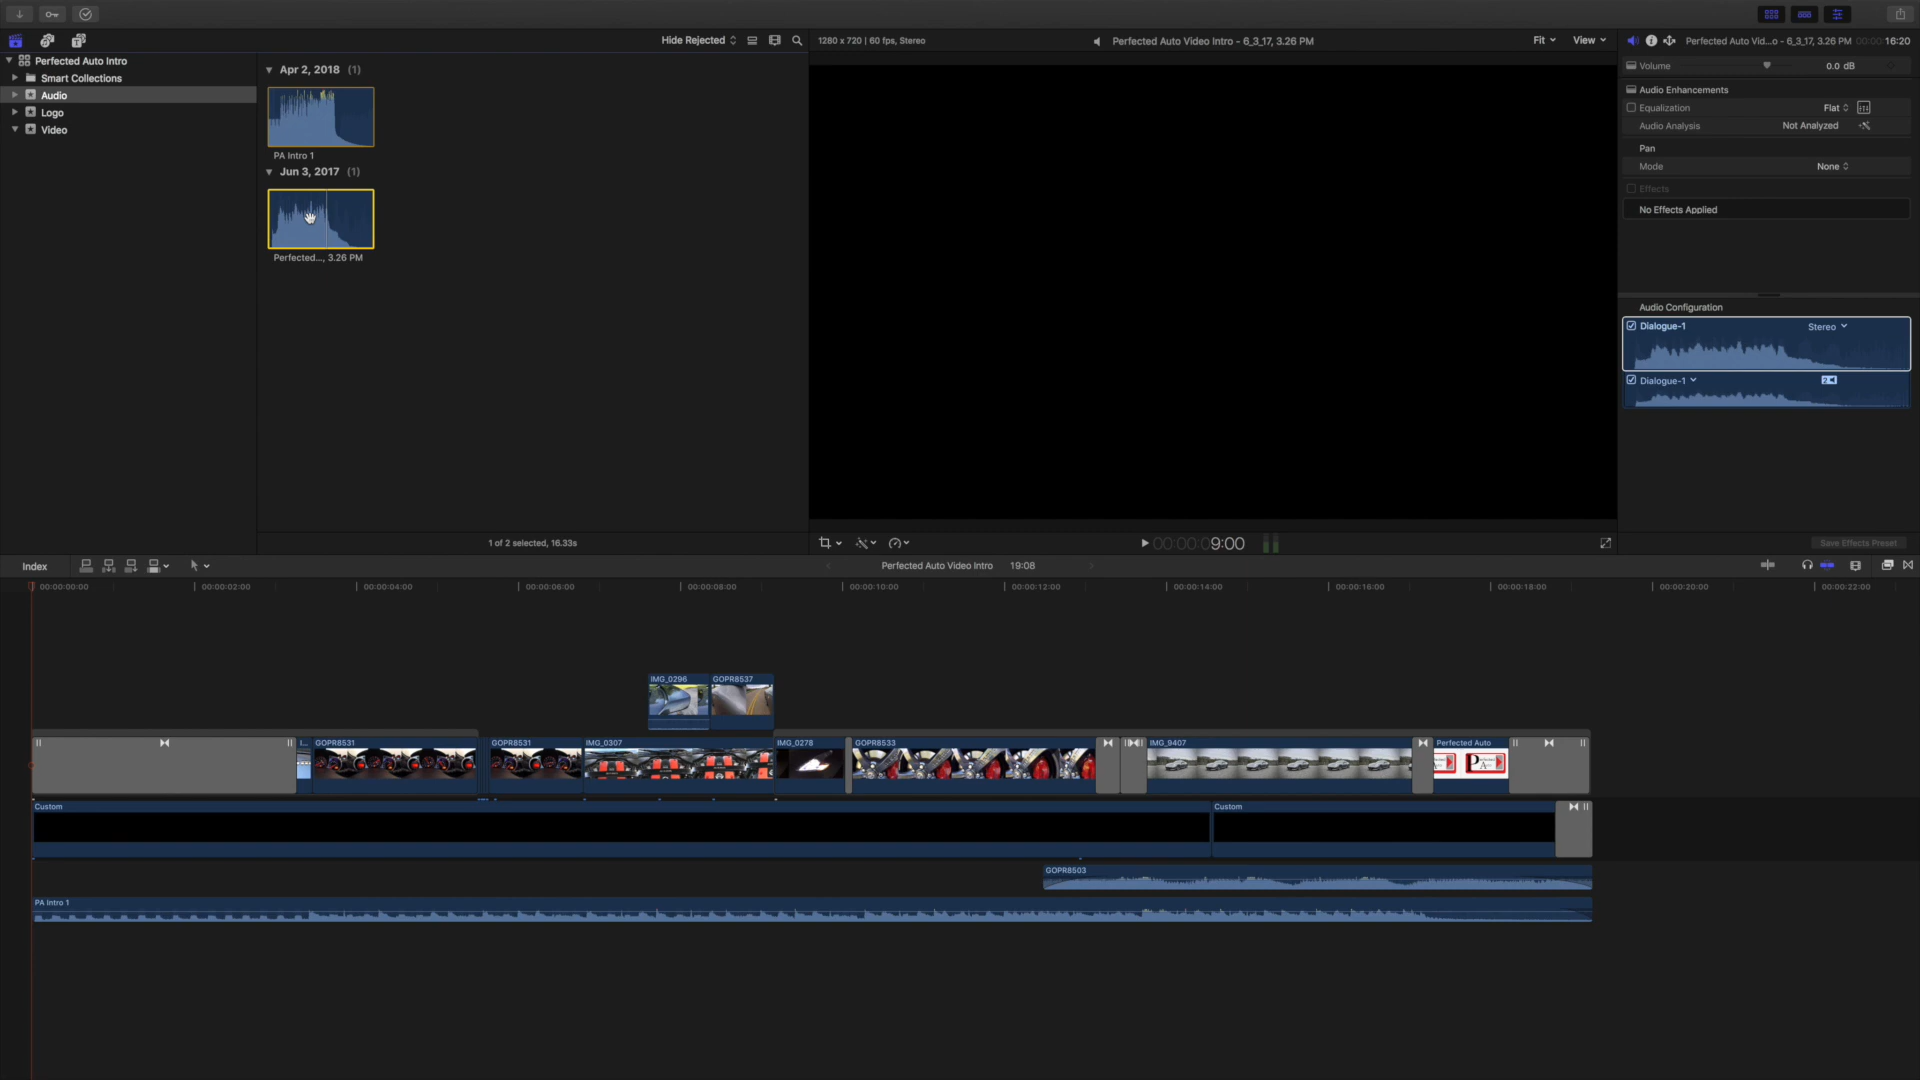 Hide Rejected
1280 x 720 | 60 fps, Stereo
Perfected Auto Video Intro - 6_3_17, 3.26 PM
Fit
View
Perfected Auto Vid...o - 6_3_17, 3.26 PM
00:00:16:20
Perfected Auto Intro
Smart Collections
Audio
Logo
Video
Apr 2, 2018 (1)
PA Intro 1
Jun 3, 2017 (1)
Perfected..., 3.26 PM
1 of 2 selected, 16.33s
Volume
0.0 dB
Audio Enhancements
Equalization
Flat
Audio Analysis
Not Analyzed
Pan
Mode
None
Effects
No Effects Applied
Audio Configuration
Dialogue-1
Stereo
Dialogue-1
2
Save Effects Preset
00:00:09:00
Index
Perfected Auto Video Intro
19:08
00:00:00:00
00:00:02:00
00:00:04:00
00:00:06:00
00:00:08:00
00:00:10:00
00:00:12:00
00:00:14:00
00:00:16:00
00:00:18:00
00:00:20:00
00:00:22:00
IMG_0296
GOPR8537
I...
GOPR8531
GOPR8531
IMG_0307
IMG_0278
GOPR8533
IMG_9407
Perfected Auto
Custom
Custom
GOPR8503
PA Intro 1